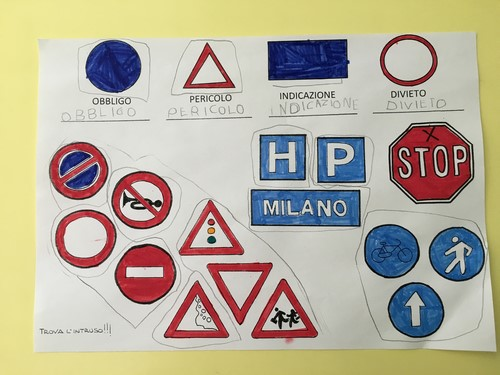 OBBLIGO
PERICOLO
INDICAZIONE
DIVIETO
OBBLIGO
PERICOLO
INDICAZIONE
DIVIETO
H
P
STOP
MILANO
TROVA L'INTRUSO!!!